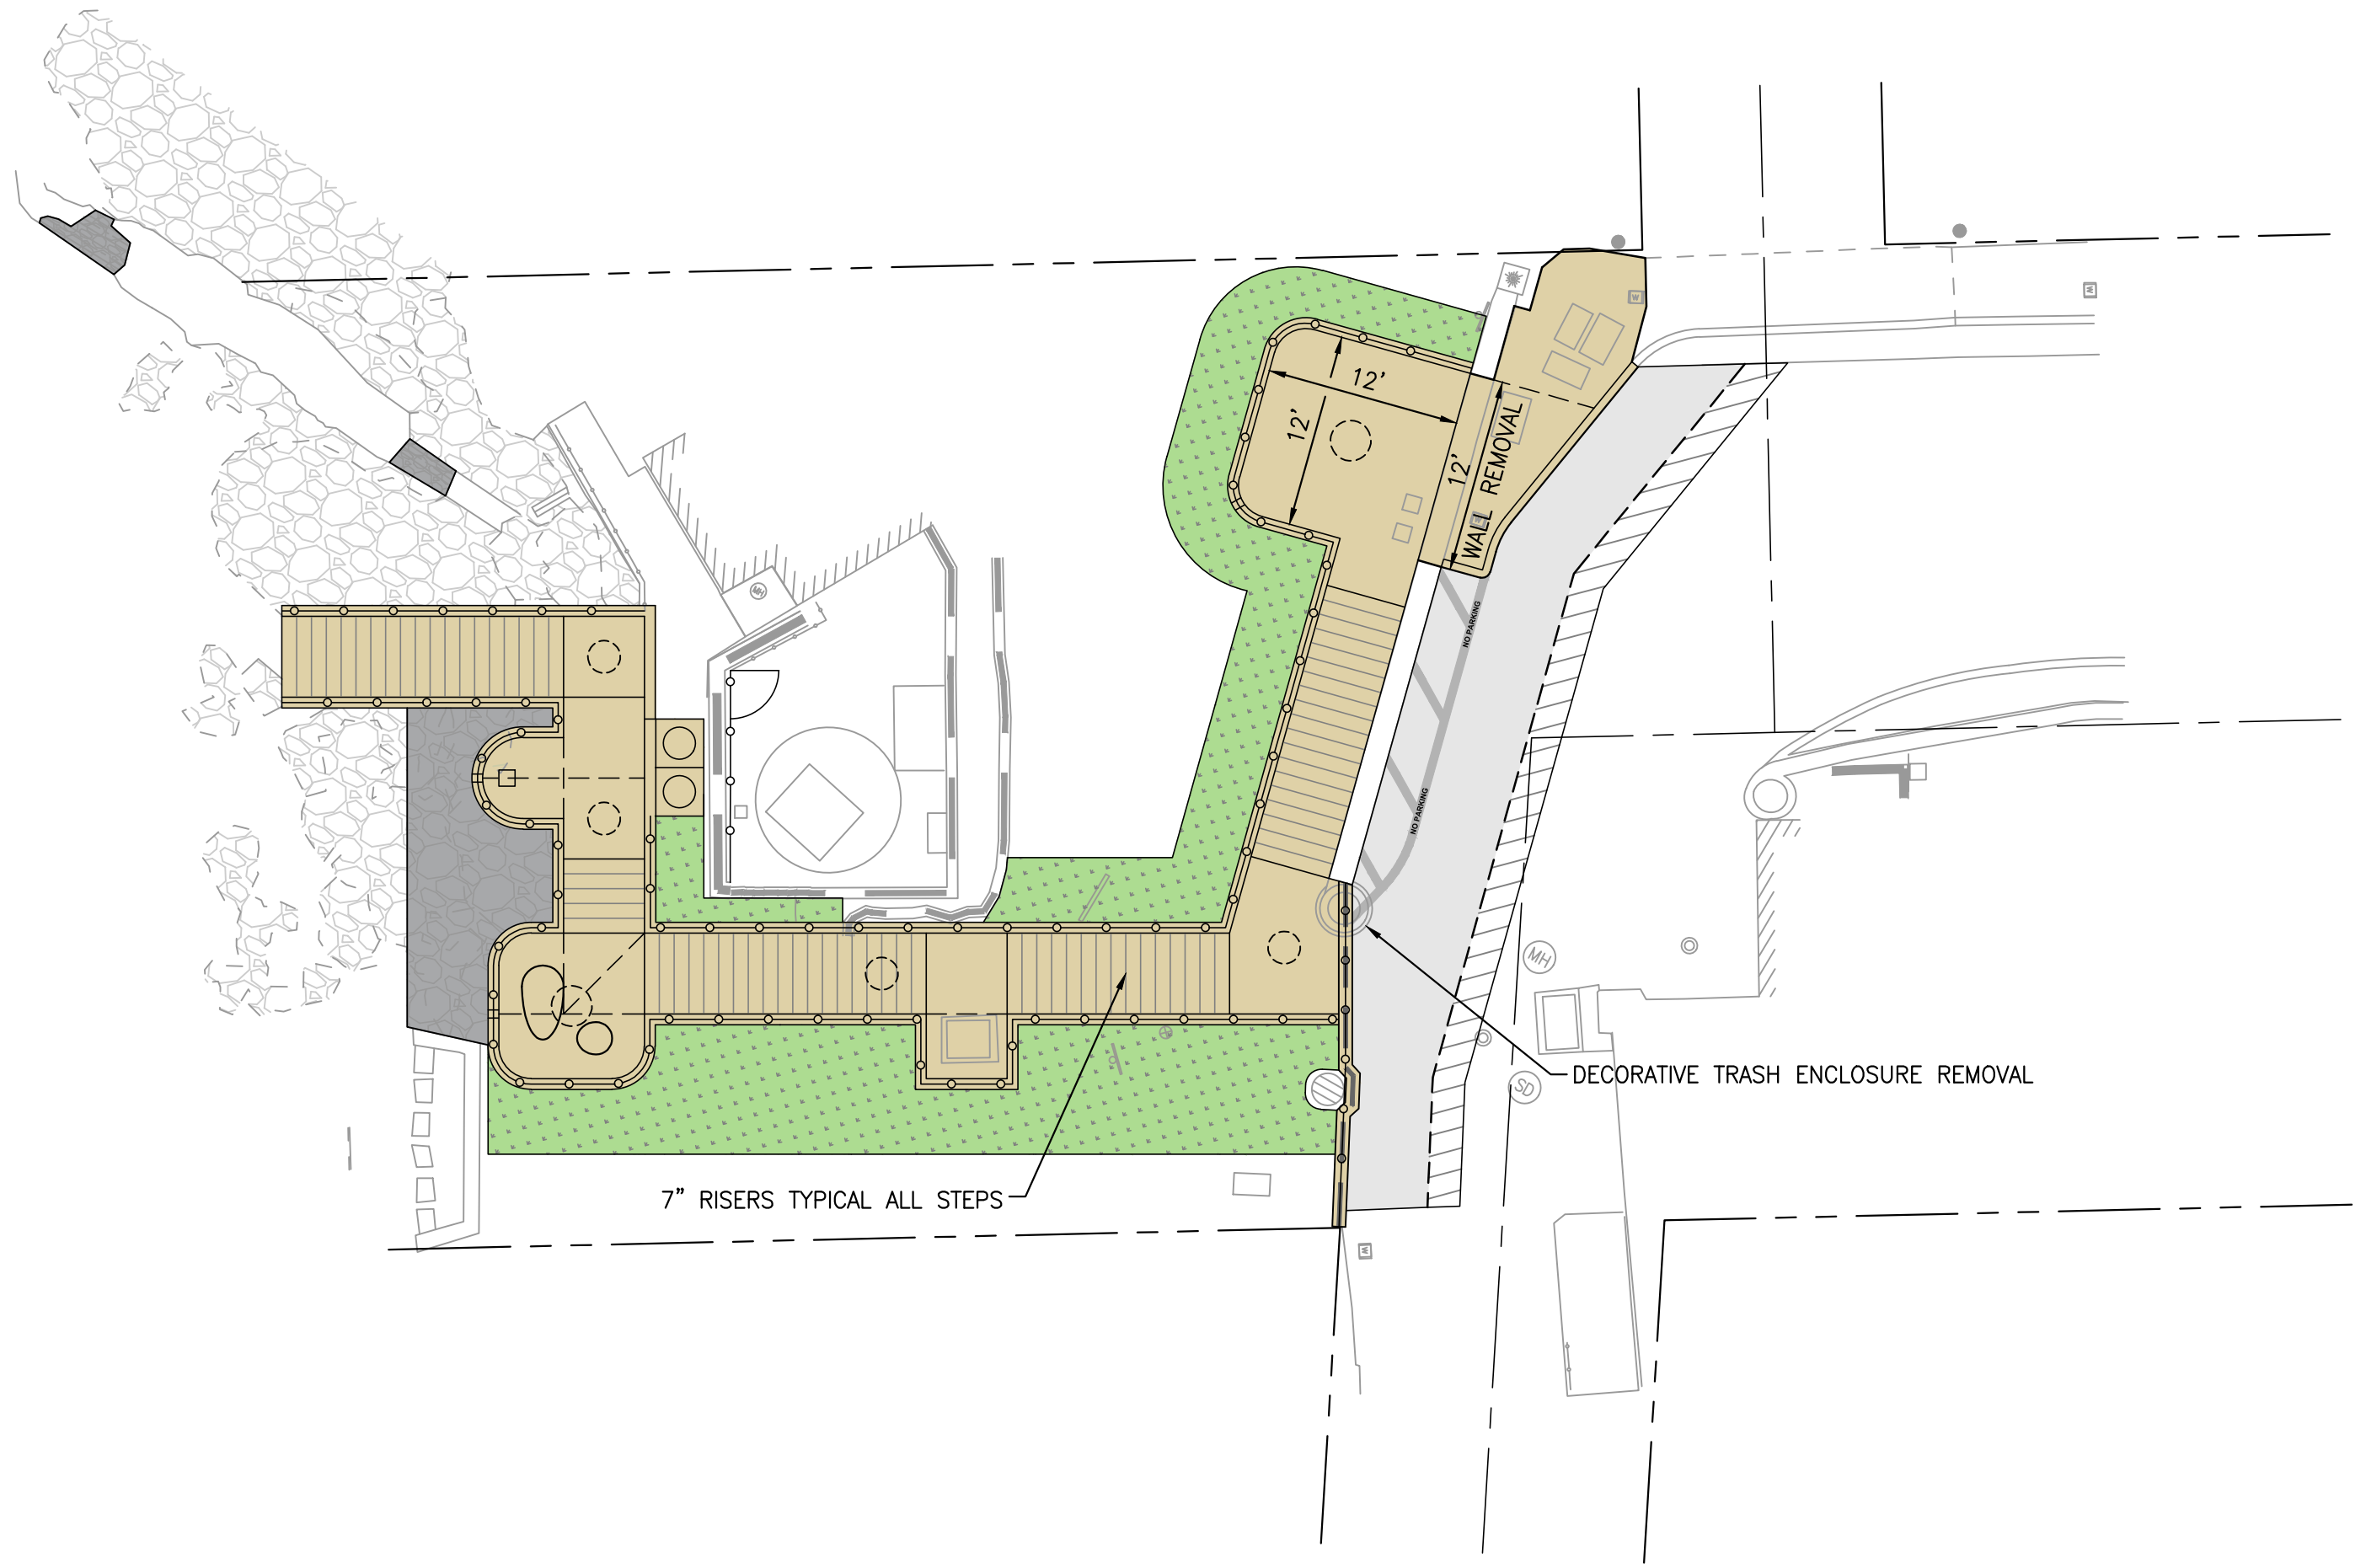 W
W
12'
12'
12'
WALL REMOVAL
MH
NO PARKING
NO PARKING
MH
DECORATIVE TRASH ENCLOSURE REMOVAL
SD
7” RISERS TYPICAL ALL STEPS
W